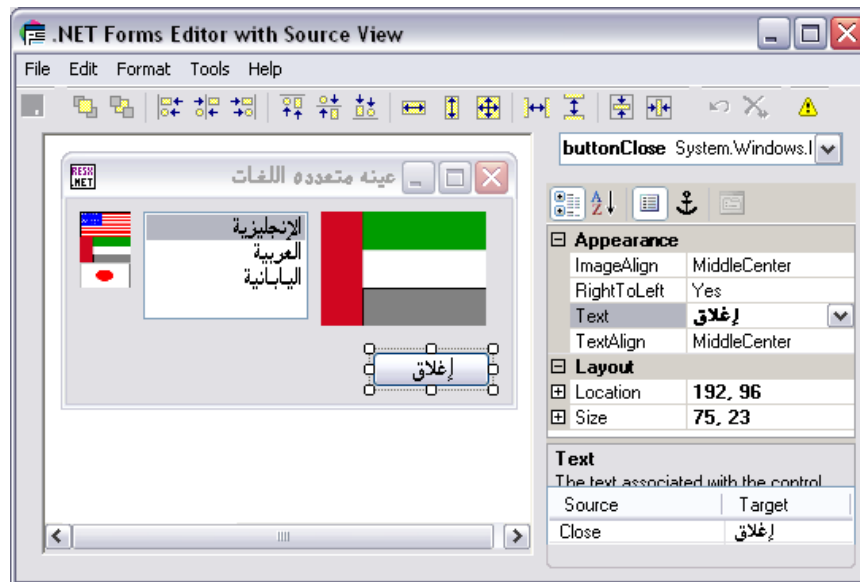 .NET Forms Editor with Source View
File Edit Format Tools Help
buttonClose System.Windows.
RESX
.NET
عينه متعدده اللغات
الإنجليزية
العربية
اليابانية
إغلاق
Appearance
ImageAlign MiddleCenter
RightToLeft Yes
Text إغلاق
TextAlign MiddleCenter
Layout
Location 192, 96
Size 75, 23
Text
The text associated with the control
Source Target
Close إغلاق